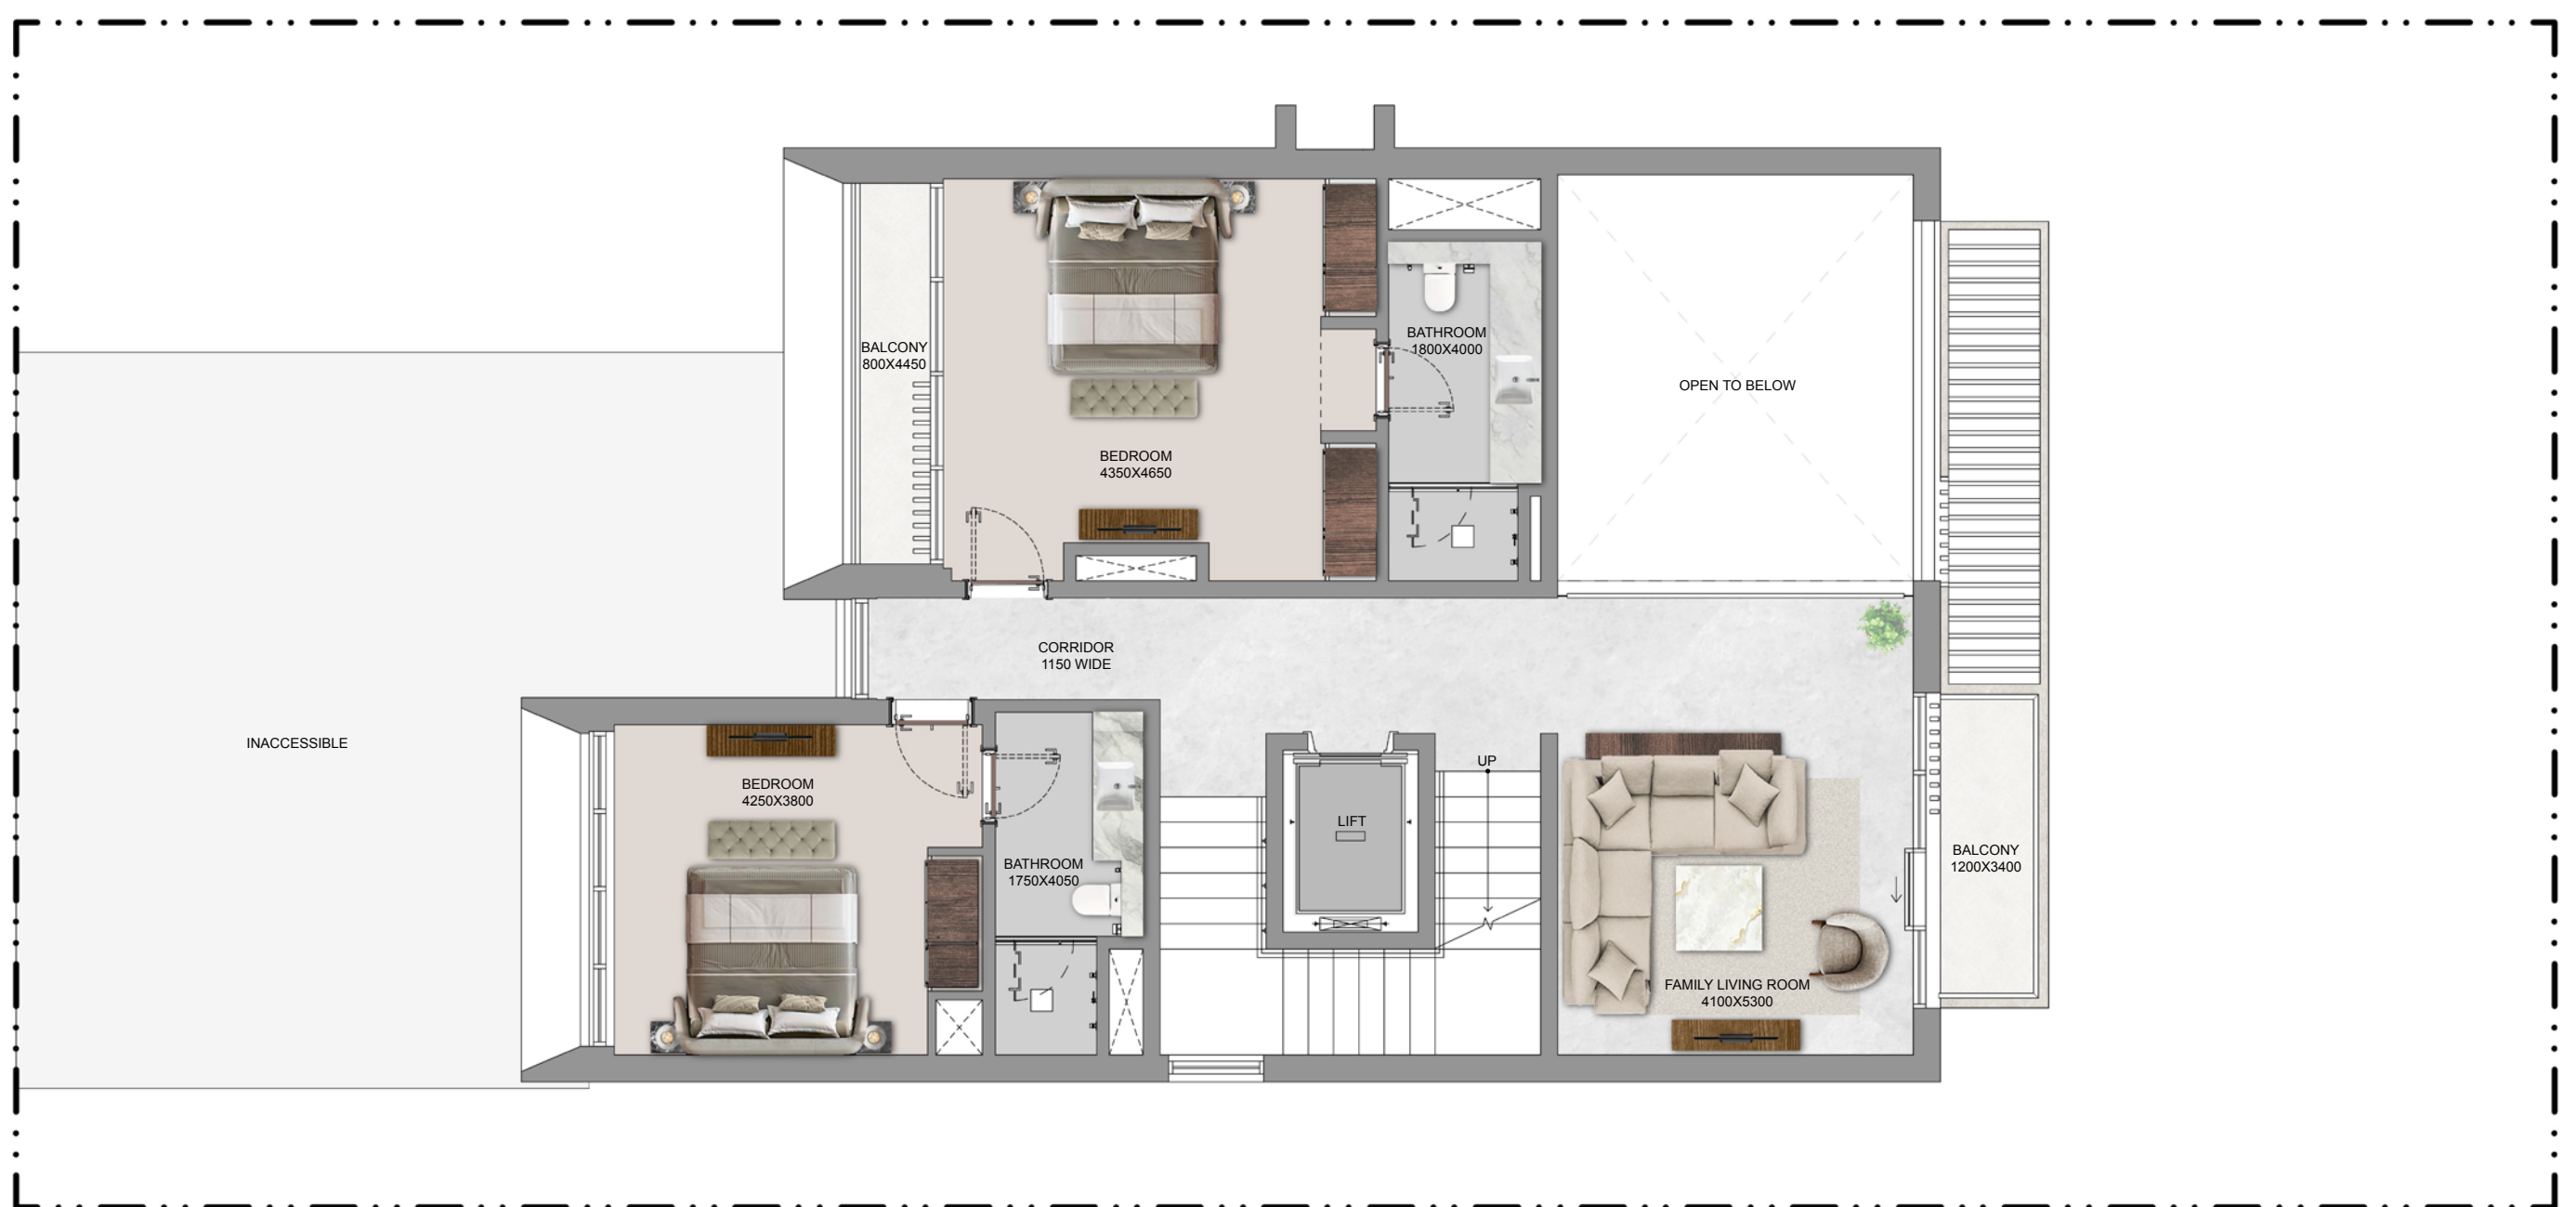 BALCONY
800X4450
BEDROOM
4350X4650
BATHROOM
1800X4000
OPEN TO BELOW
CORRIDOR
1150 WIDE
INACCESSIBLE
BEDROOM
4250X3800
BATHROOM
1750X4050
LIFT
UP
FAMILY LIVING ROOM
4100X5300
BALCONY
1200X3400